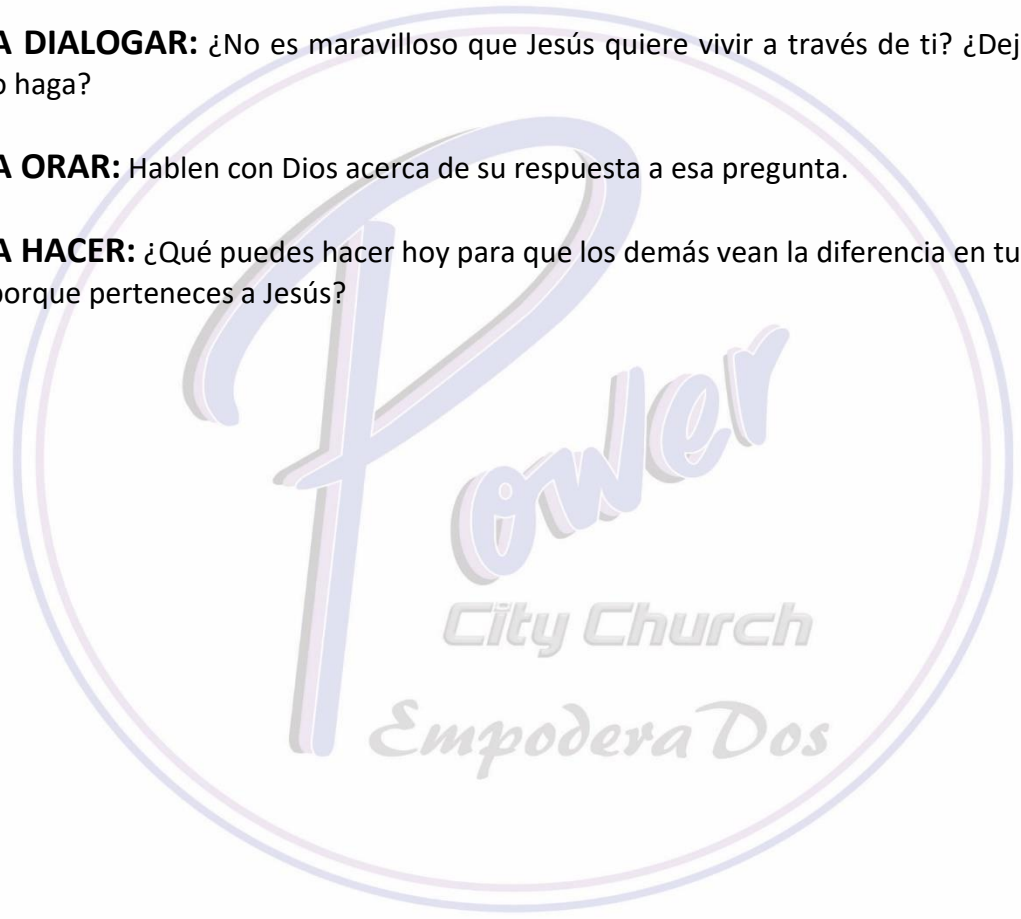 A DIALOGAR: ¿No es maravilloso que Jesús quiere vivir a través de ti? ¿Dej
o haga?
A ORAR: Hablen con Dios acerca de su respuesta a esa pregunta.
A HACER: ¿Qué puedes hacer hoy para que los demás vean la diferencia en tu
porque perteneces a Jesús?
Power
City Church
EmpoderaDos